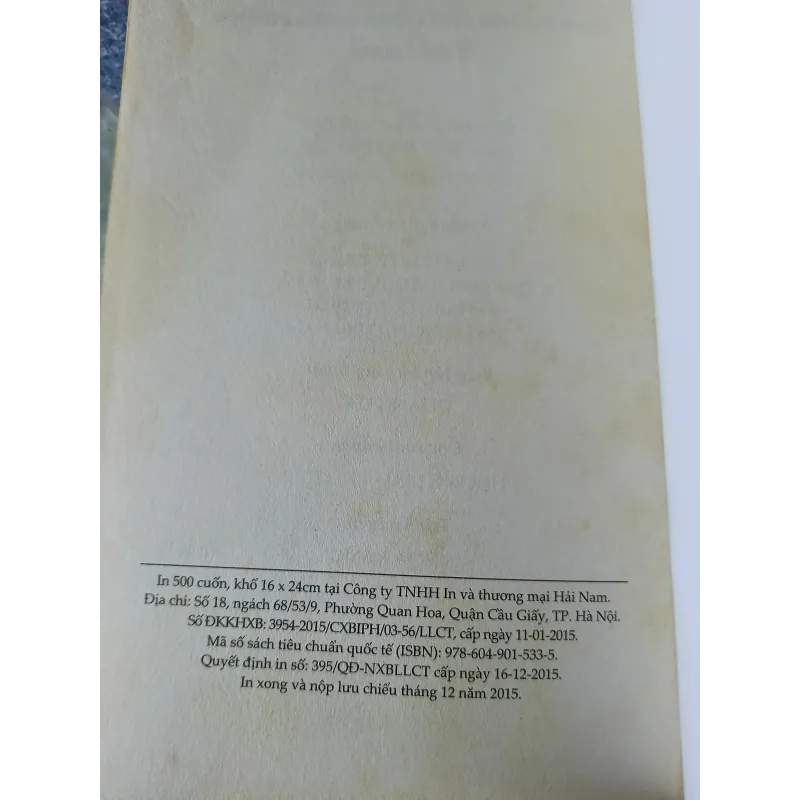 In 500 cuốn, khổ 16 x 24cm tại Công ty TNHH In và thương mại Hải Nam.
Địa chỉ: Số 18, ngách 68/53/9, Phường Quan Hoa, Quận Cầu Giấy, TP. Hà Nội.
Số ĐKKHXB: 3954-2015/CXBIPH/03-56/LLCT, cấp ngày 11-01-2015.
Mã số sách tiêu chuẩn quốc tế (ISBN): 978-604-901-533-5.
Quyết định in số: 395/QĐ-NXBLLCT cấp ngày 16-12-2015.
In xong và nộp lưu chiểu tháng 12 năm 2015.